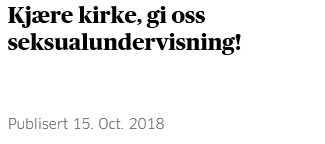 Kjære kirke, gi oss
seksualundervisning!
Publisert 15. Oct. 2018